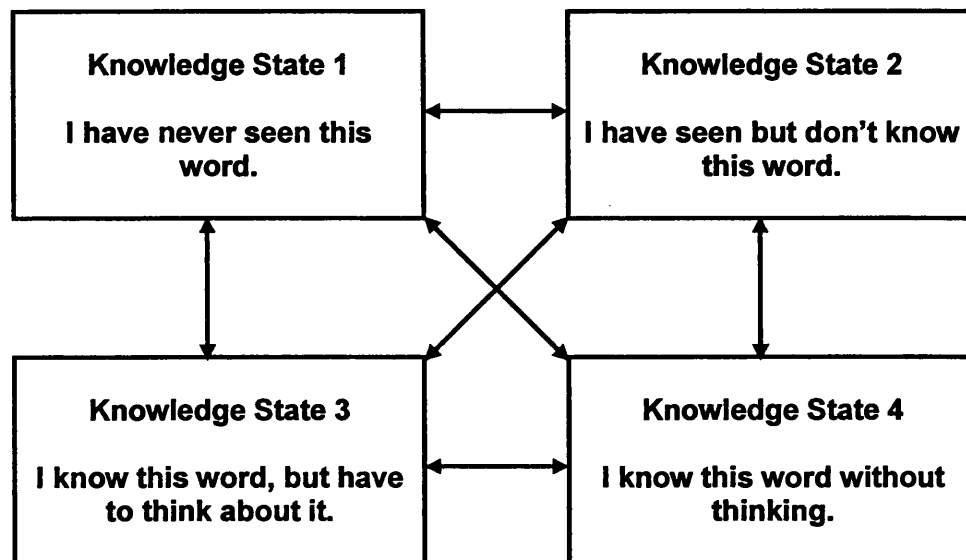 Knowledge State 1
I have never seen this
word.
Knowledge State 2
I have seen but don't know
this word.
Knowledge State 3
I know this word, but have
to think about it.
Knowledge State 4
I know this word without
thinking.